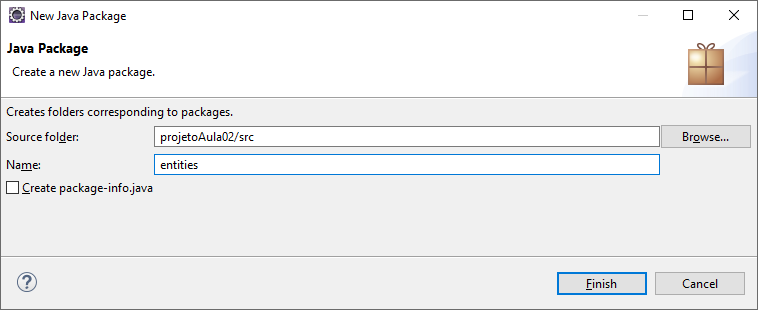 New Java Package
Java Package
Create a new Java package.
Creates folders corresponding to packages.
Source folder: projetoAula02/src Browse...
Name: entities
Create package-info.java
? Finish Cancel